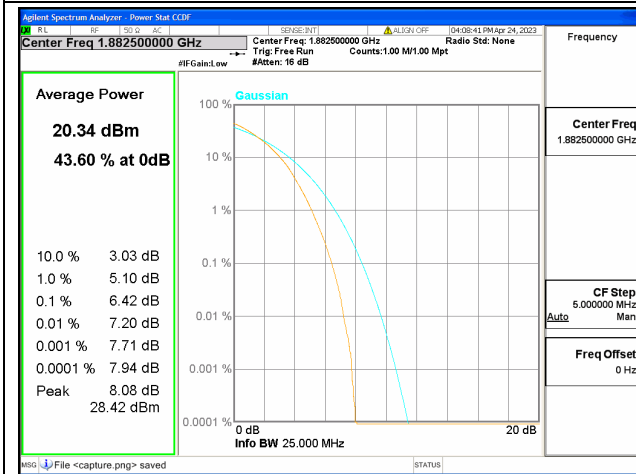 Agilent Spectrum Analyzer - Power Stat CCDF
RL RF 50 Ω AC SENSE:INT ALIGN OFF 04:08:41 PM Apr 24, 2023
Center Freq 1.882500000 GHz
Center Freq: 1.882500000 GHz Radio Std: None
Trig: Free Run Counts:1.00 M/1.00 Mpt
#IFGain:Low #Atten: 16 dB
Frequency
Average Power
20.34 dBm
43.60 % at 0dB
10.0 % 3.03 dB
1.0 % 5.10 dB
0.1 % 6.42 dB
0.01 % 7.20 dB
0.001 % 7.71 dB
0.0001 % 7.94 dB
Peak 8.08 dB
28.42 dBm
Gaussian
100 %
10 %
1 %
0.1 %
0.01 %
0.001 %
0.0001 %
0 dB 20 dB
Info BW 25.000 MHz
Center Freq
1.882500000 GHz
CF Step
5.000000 MHz
Auto Man
Freq Offset
0 Hz
MSG File <capture.png> saved STATUS